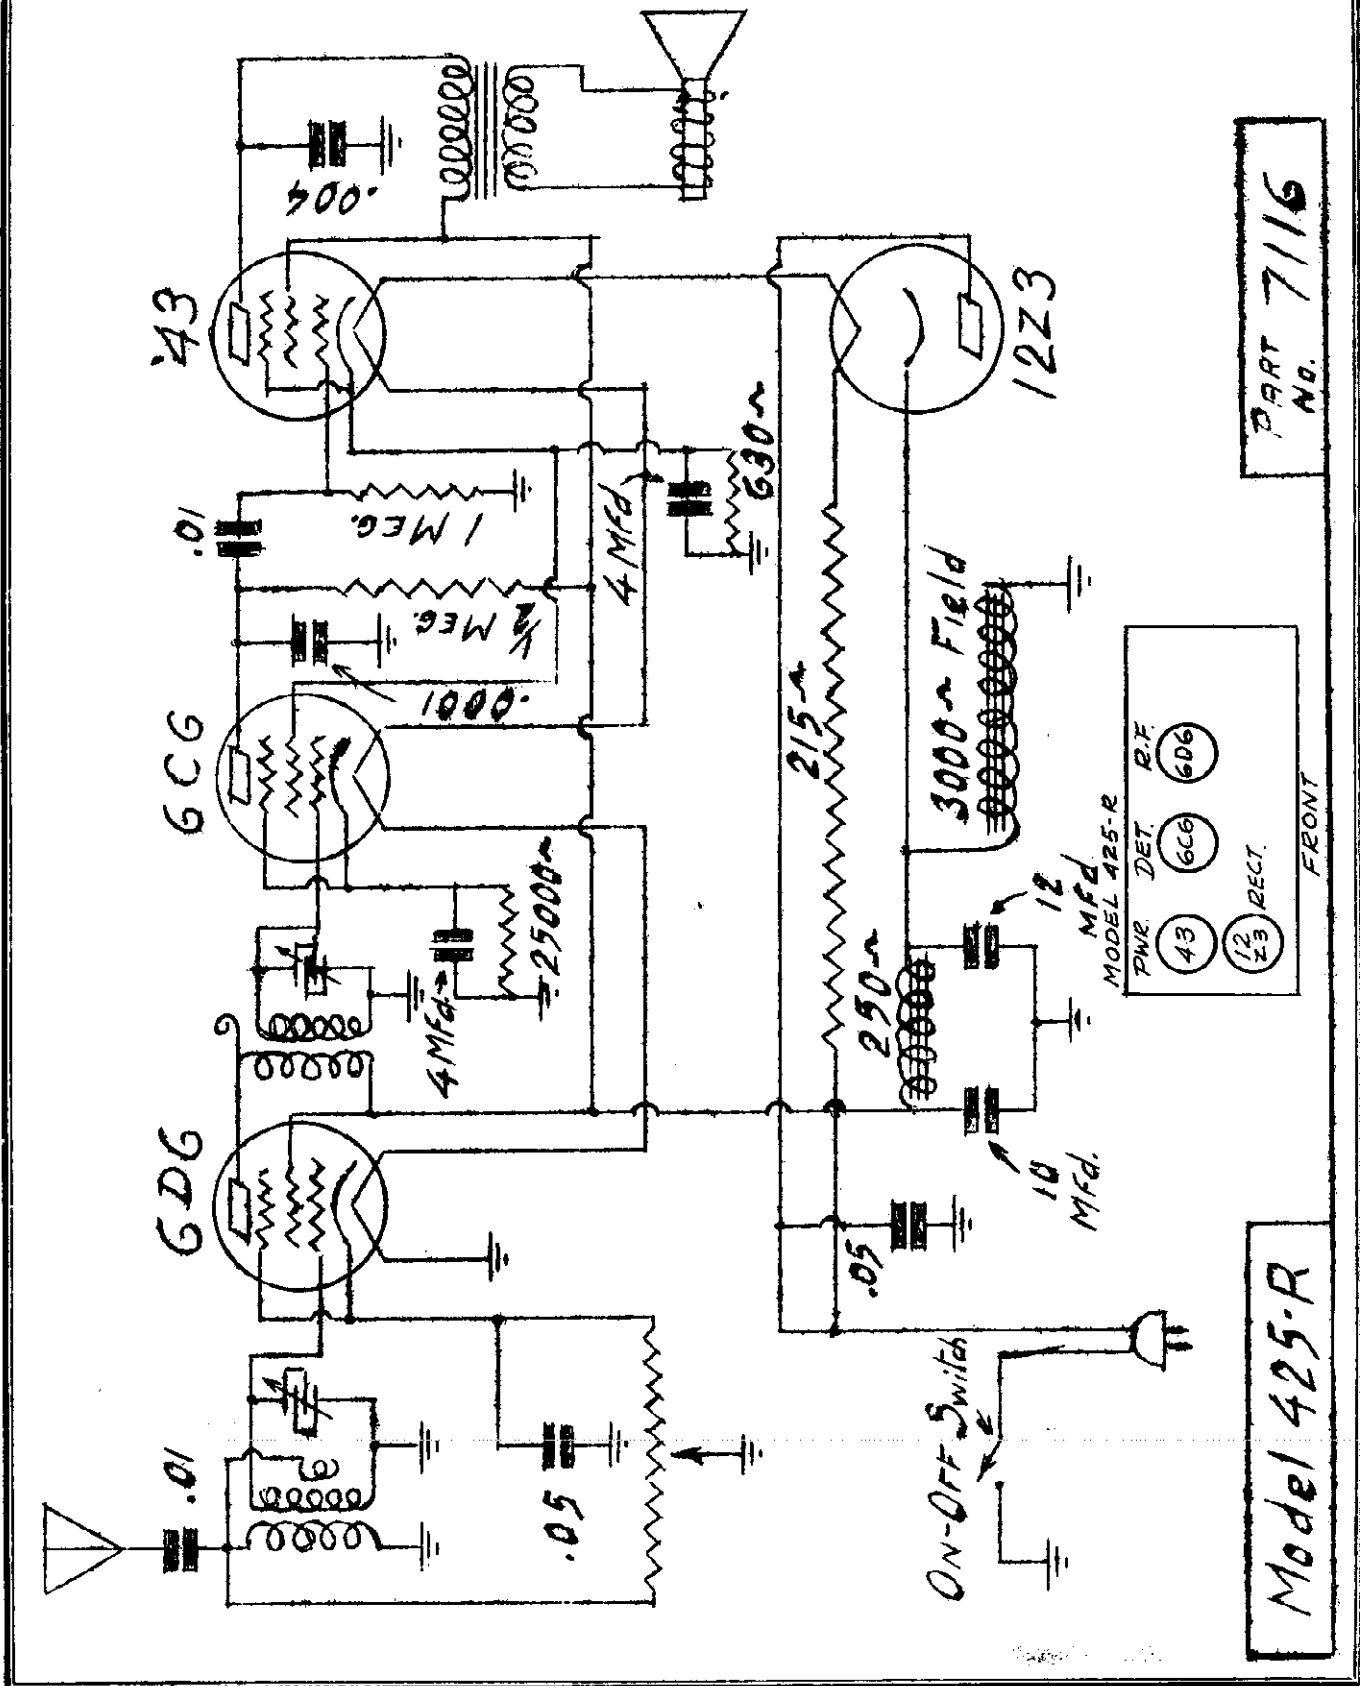 6D6
6C6
'43
.01
.0001
1/2 MEG.
.01
1 MEG.
.004
4 MFd.
25000 ~
4 MFd
630 ~
.05
215 ~
12Z3
250 ~
3000 ~ Field
.05
10
MFd.
12
MFd.
ON-OFF Switch
MODEL 425-R
PWR. DET. R.F.
43 6C6 6D6
12
Z3
RECT.
FRONT
Model 425-R
PART 7116
No.